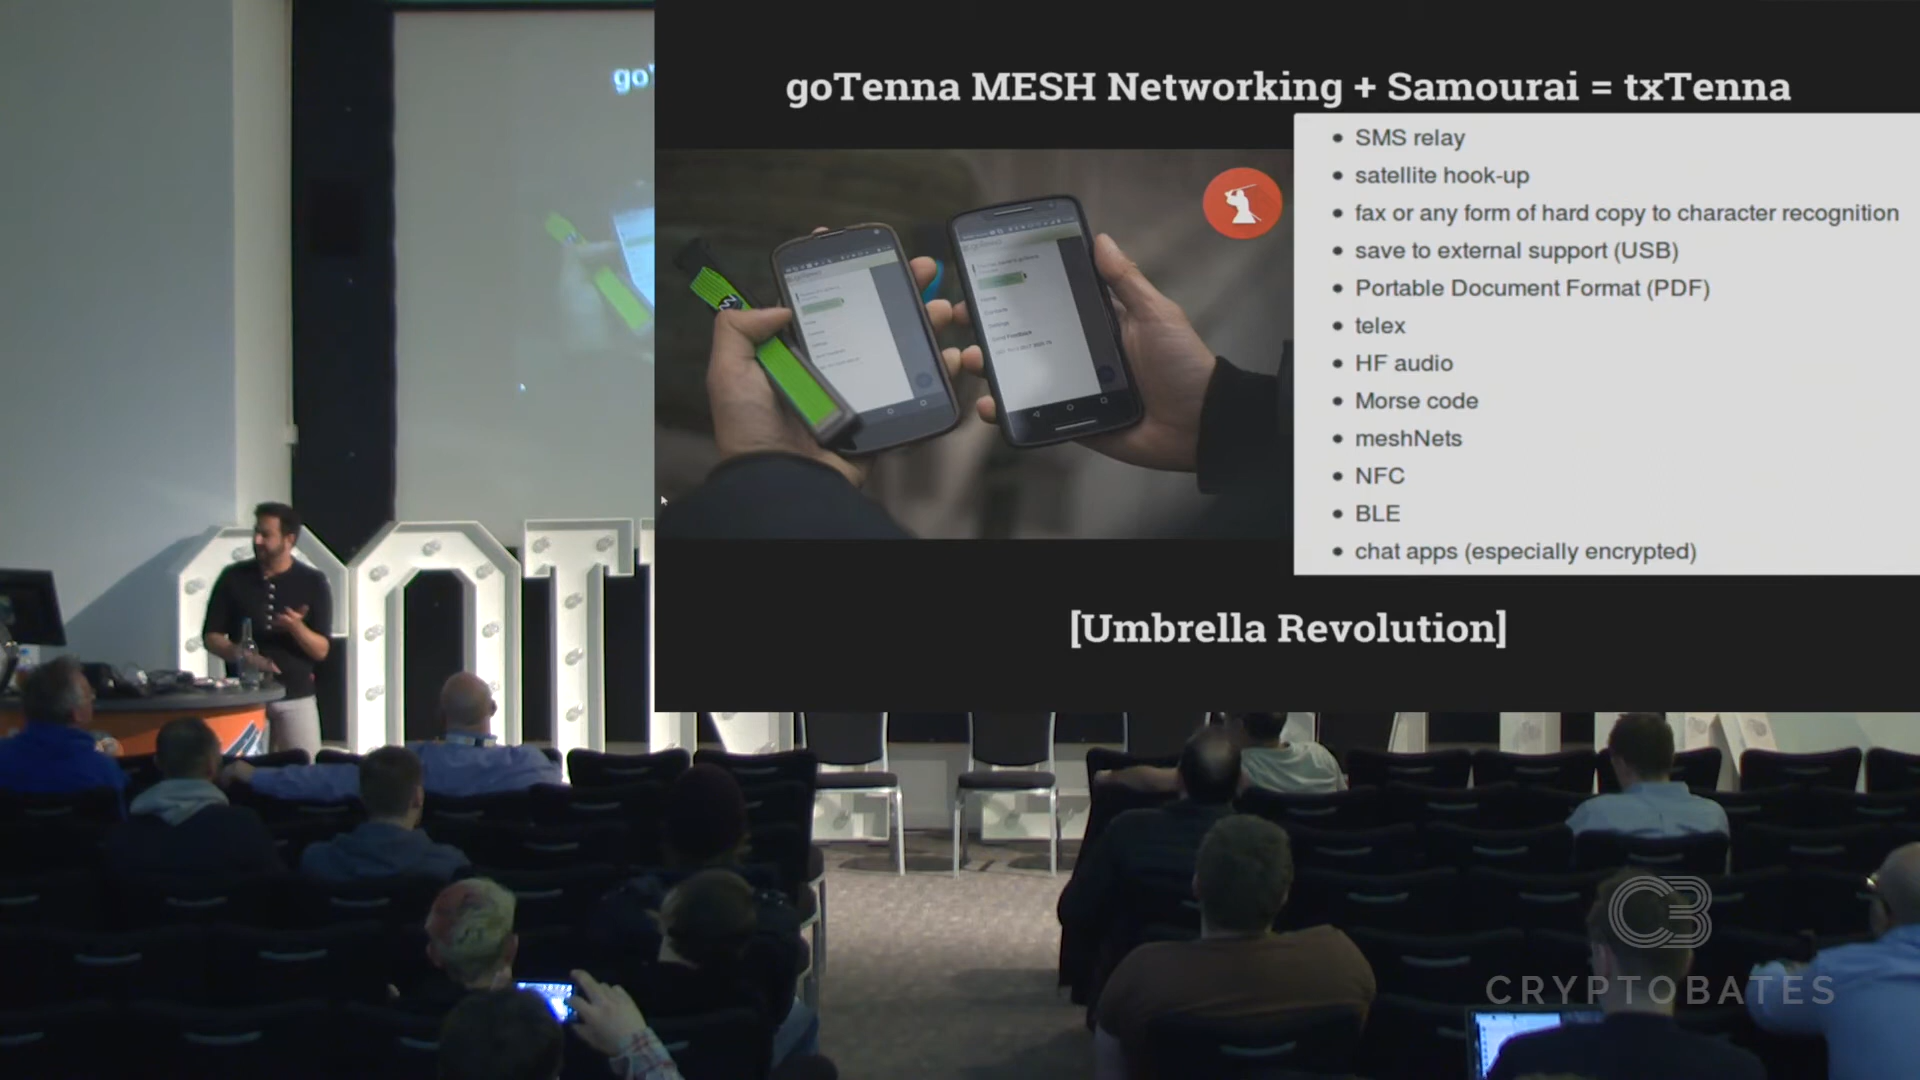 go
goTenna MESH Networking + Samourai = txTenna
• SMS relay
• satellite hook-up
• fax or any form of hard copy to character recognition
• save to external support (USB)
• Portable Document Format (PDF)
• telex
• HF audio
• Morse code
• meshNets
• NFC
• BLE
• chat apps (especially encrypted)
[Umbrella Revolution]
CB
CRYPTOBATES